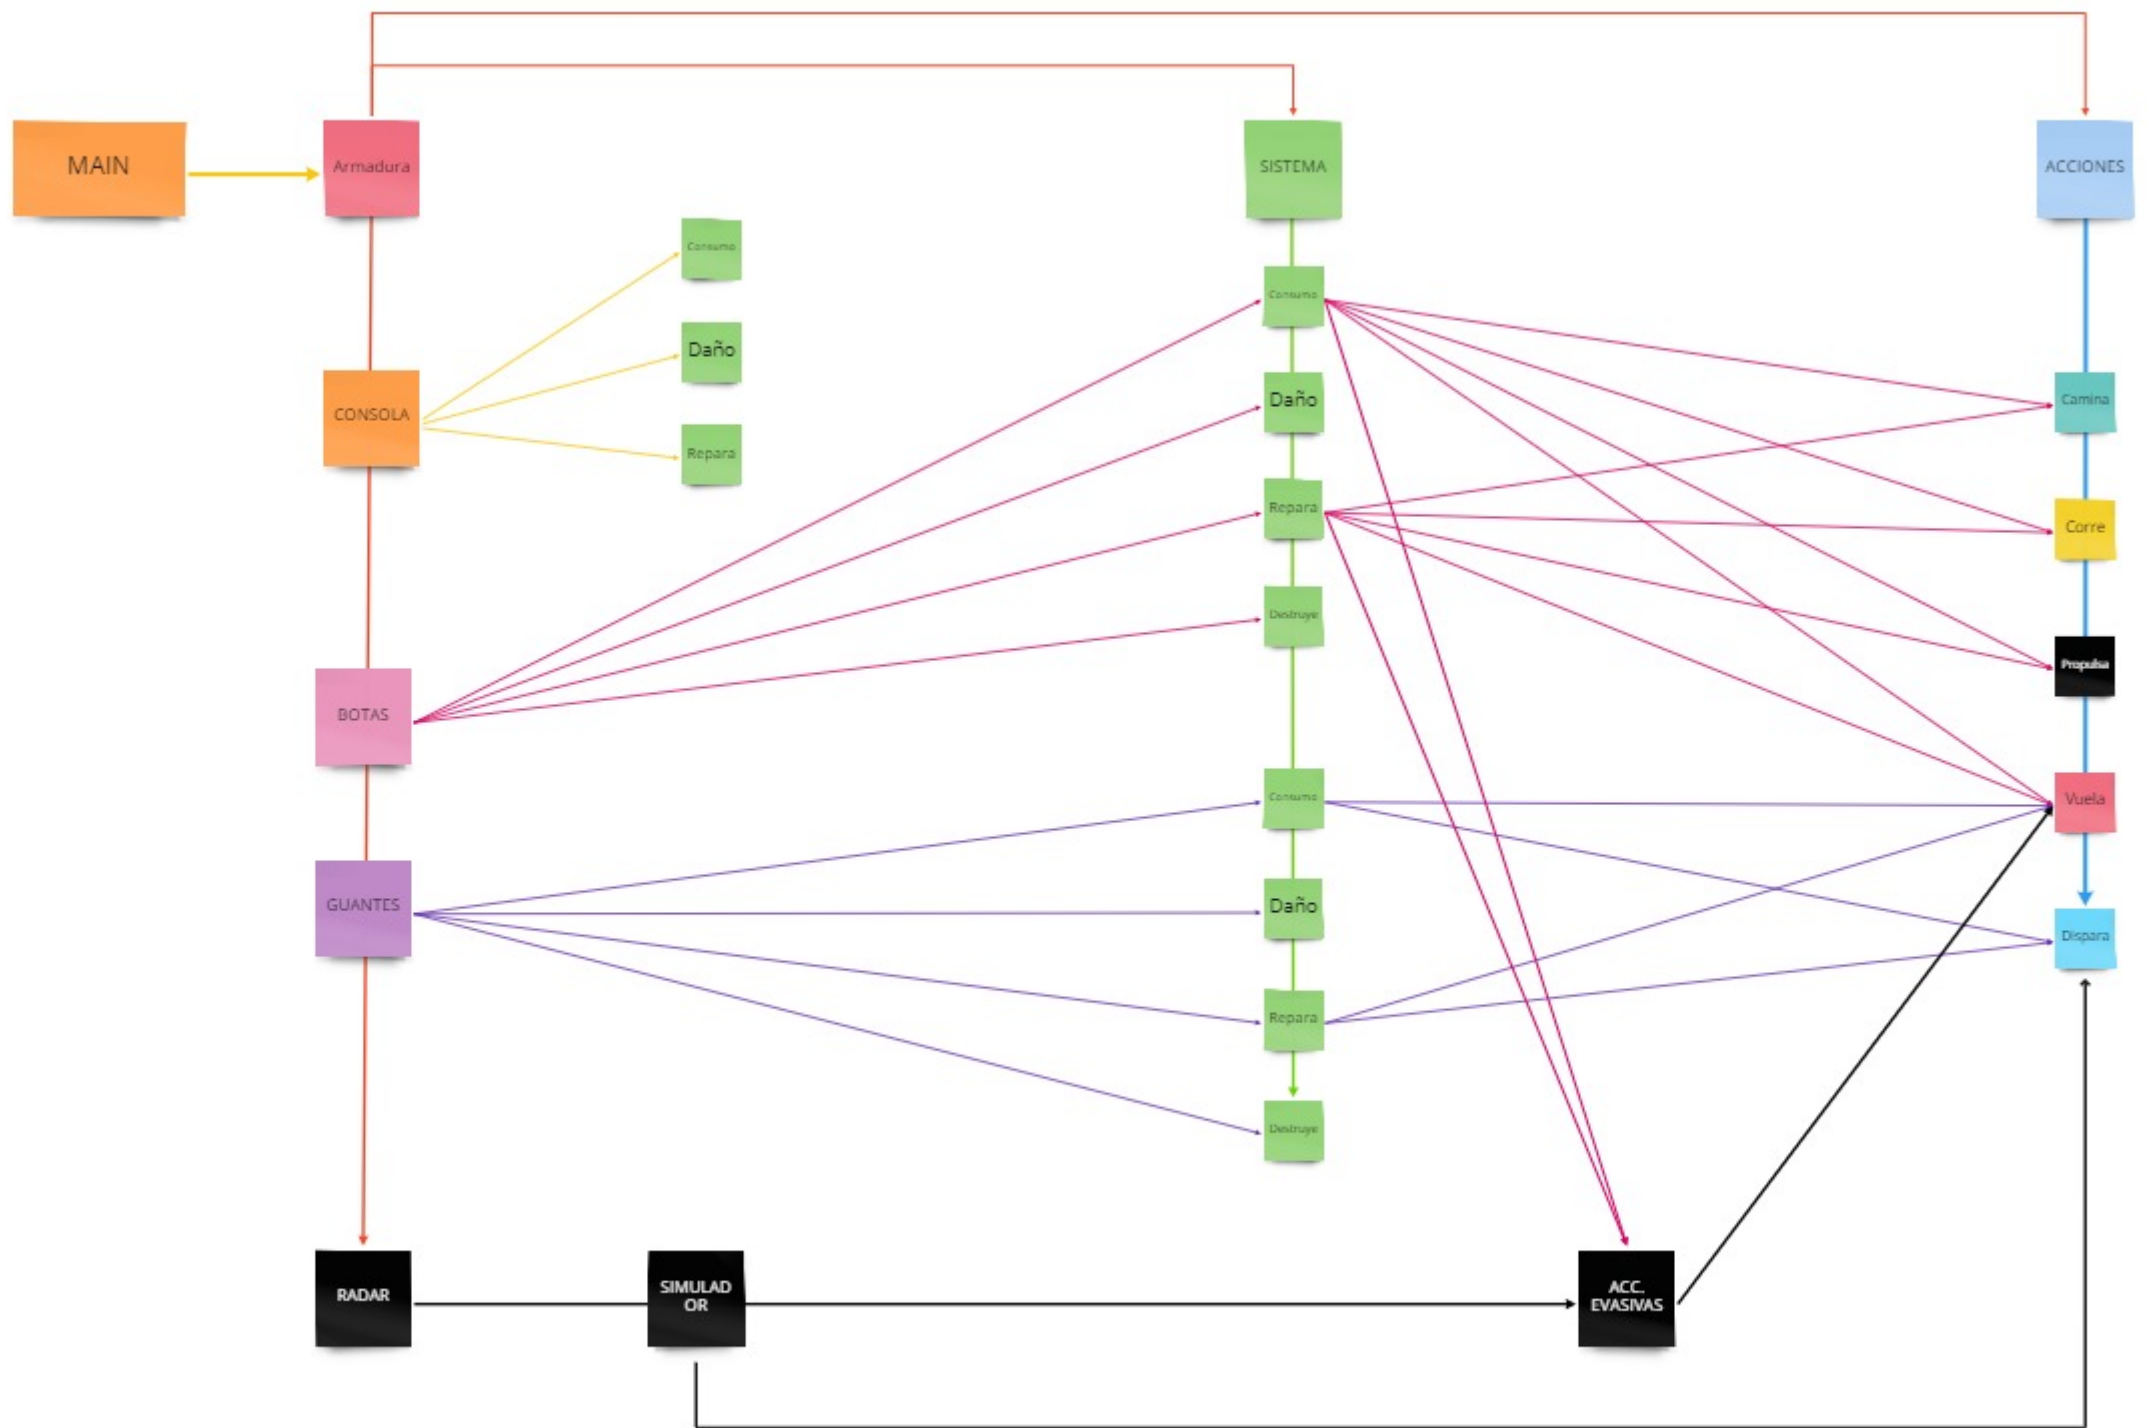 MAIN
Armadura
SISTEMA
ACCIONES
Consumo
Daño
Repara
CONSOLA
Consumo
Daño
Repara
Destruye
Camina
Corre
Propulsa
BOTAS
Consumo
Vuela
GUANTES
Daño
Dispara
Repara
Destruye
RADAR
SIMULAD
OR
ACC.
EVASIVAS